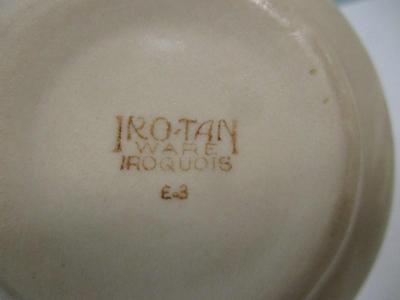 IRO-TAN
WARE
IROQUOIS
E-3